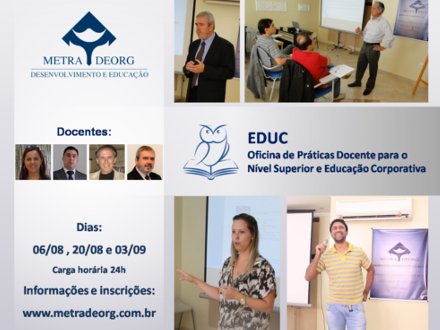 METRA DEORG
DESENVOLVIMENTO E EDUCAÇÃO
Docentes:
EDUC
Oficina de Práticas Docente para o
Nível Superior e Educação Corporativa
Dias:
06/08 , 20/08 e 03/09
Carga horária 24h
Informações e inscrições:
www.metradeorg.com.br